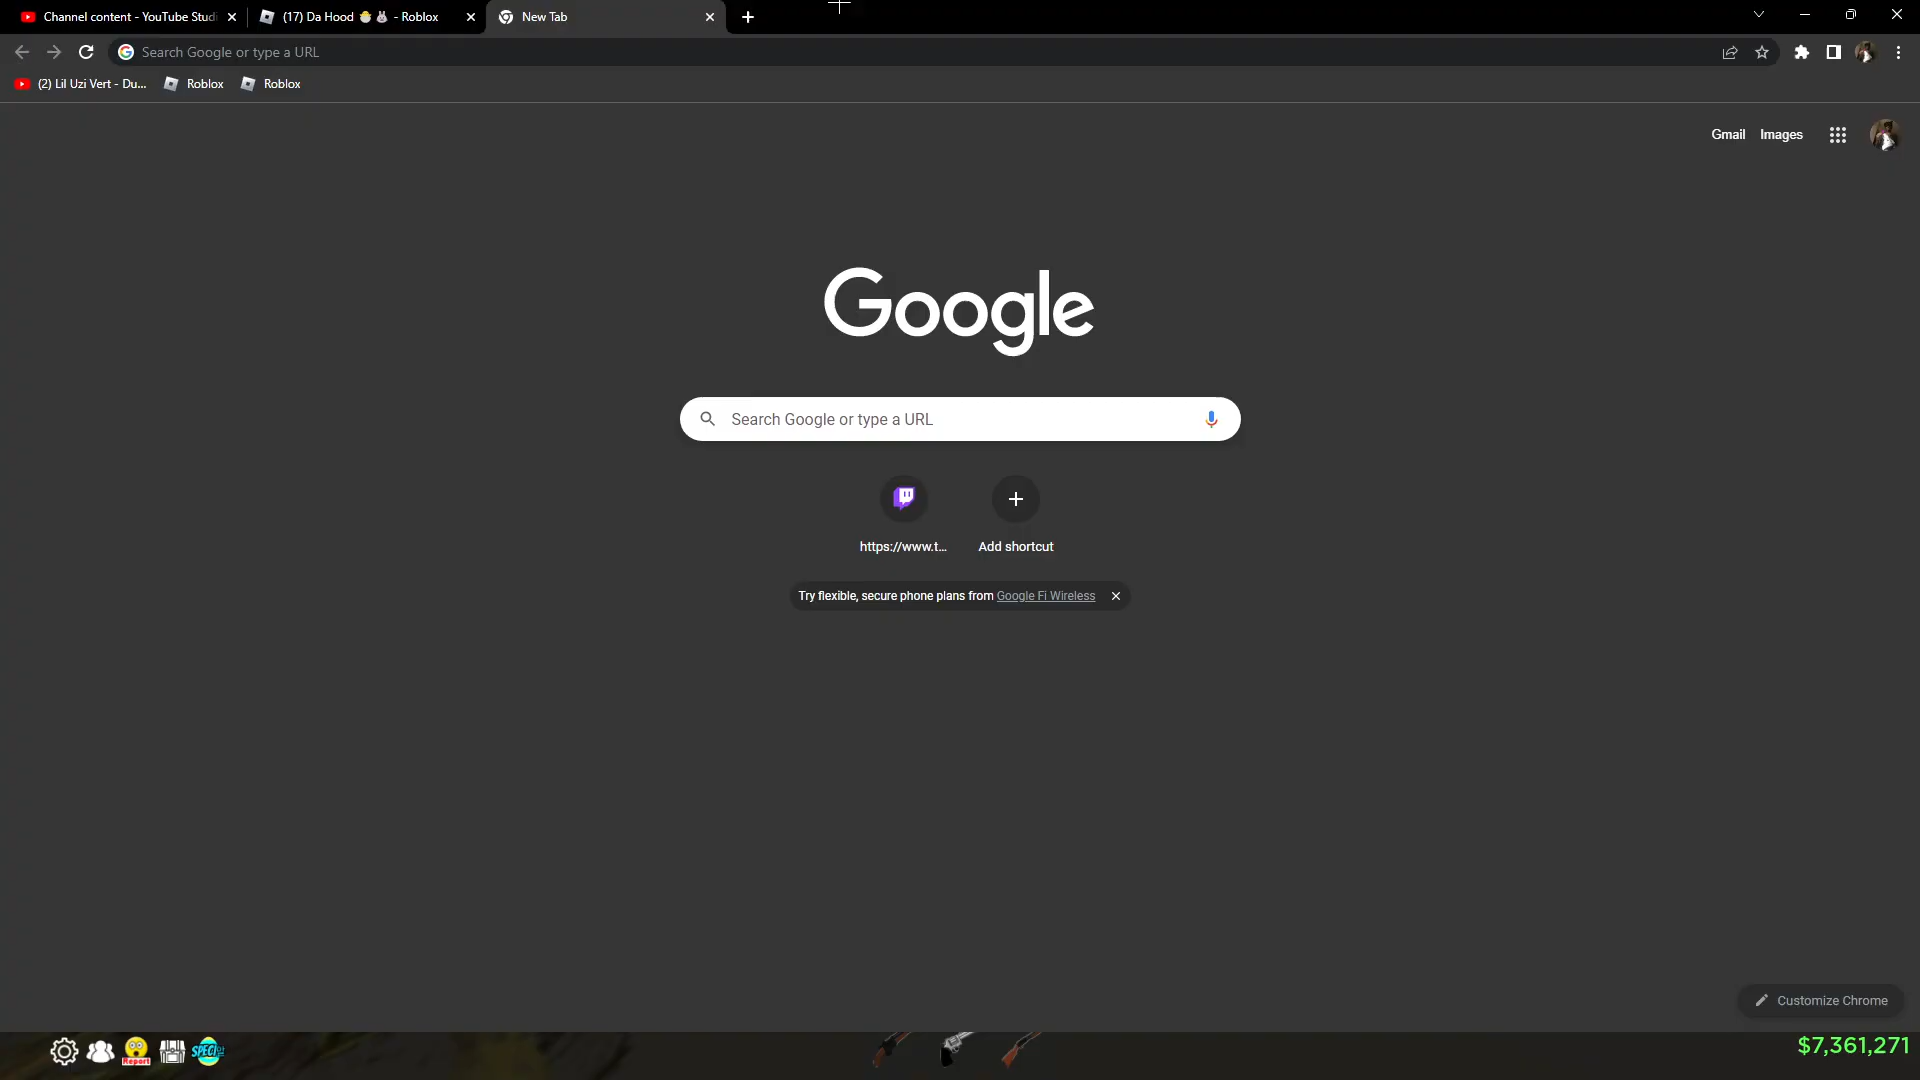 Channel content - YouTube Studi
(17) Da Hood 🐣🐰 - Roblox
New Tab
Search Google or type a URL
(2) Lil Uzi Vert - Du...
Roblox
Roblox
Gmail
Images
Google
Search Google or type a URL
https://www.t...
Add shortcut
Try flexible, secure phone plans from Google Fi Wireless
Customize Chrome
Report
$7,361,271